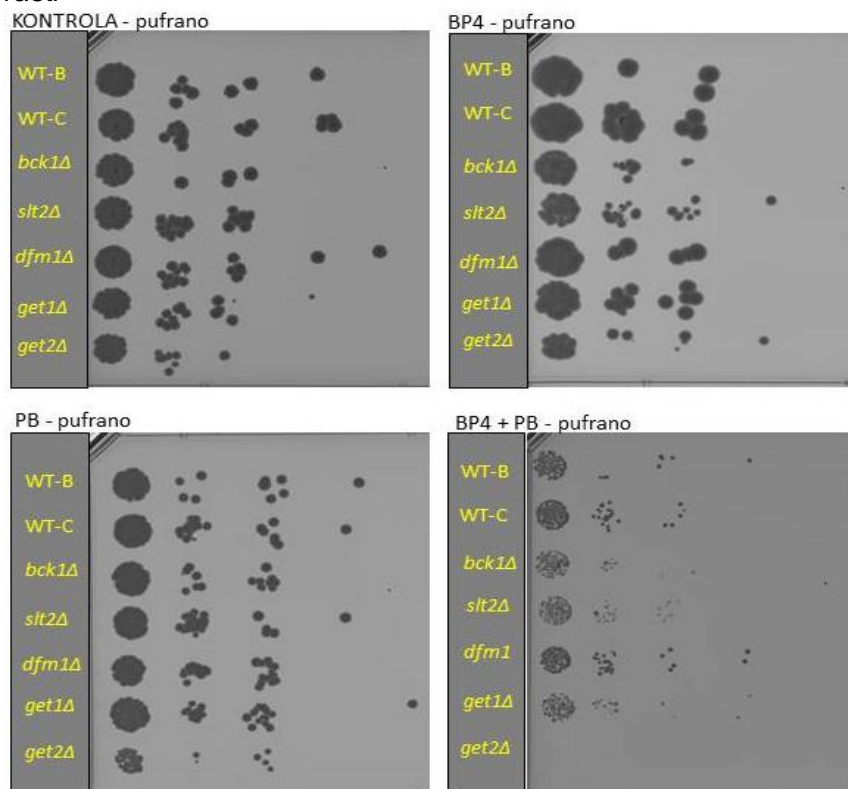 KONTROLA - pufrano
WT-B
WT-C
bck1Δ
slt2Δ
dfm1Δ
get1Δ
get2Δ
BP4 - pufrano
WT-B
WT-C
bck1Δ
slt2Δ
dfm1Δ
get1Δ
get2Δ
PB - pufrano
WT-B
WT-C
bck1Δ
slt2Δ
dfm1Δ
get1Δ
get2Δ
BP4 + PB - pufrano
WT-B
WT-C
bck1Δ
slt2Δ
dfm1
get1Δ
get2Δ